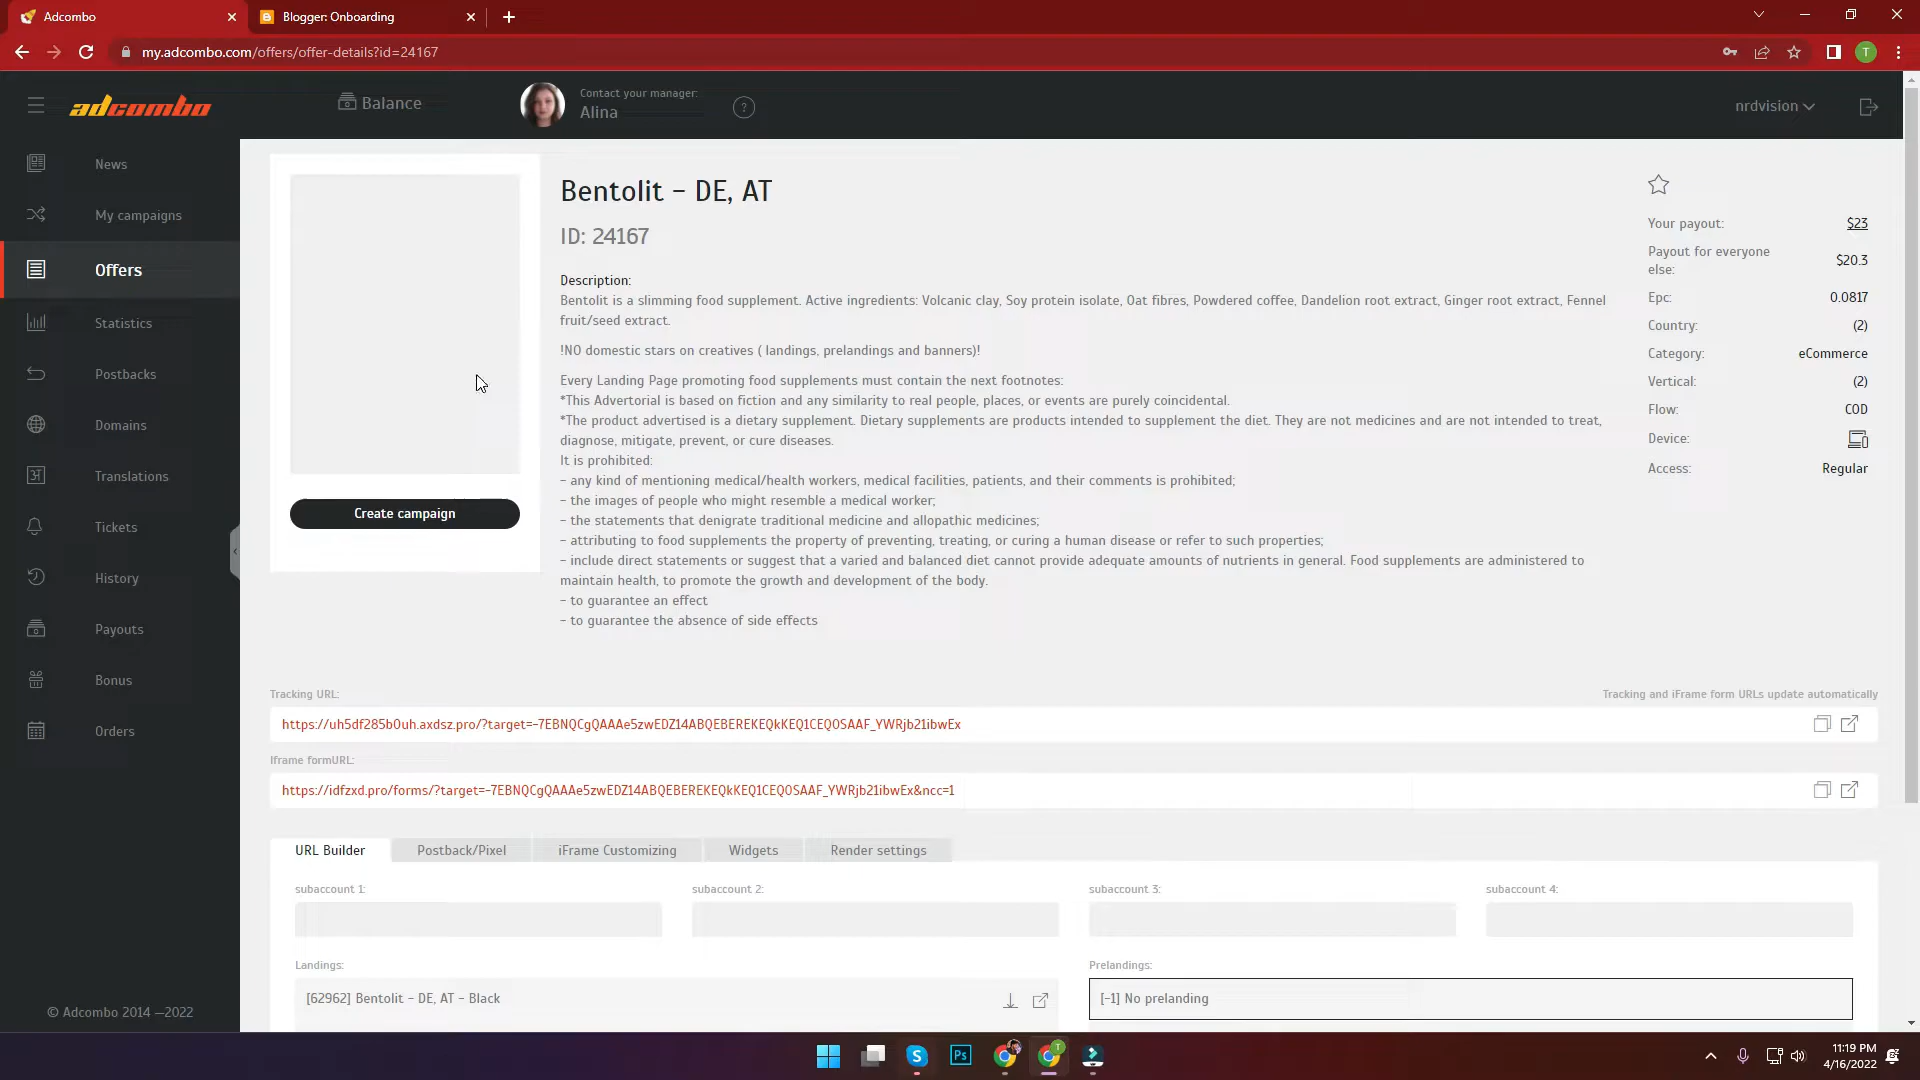 Adcombo
Blogger: Onboarding
my.adcombo.com/offers/offer-details?id=24167
T
adcombo
Balance
Contact your manager:
Alina
?
nrdvision
News
My campaigns
Offers
Statistics
Postbacks
Domains
Translations
Tickets
History
Payouts
Bonus
Orders
© Adcombo 2014 —2022
Create campaign
Bentolit - DE, AT
ID: 24167
Description:
Bentolit is a slimming food supplement. Active ingredients: Volcanic clay, Soy protein isolate, Oat fibres, Powdered coffee, Dandelion root extract, Ginger root extract, Fennel
fruit/seed extract.
!NO domestic stars on creatives ( landings, prelandings and banners)!
Every Landing Page promoting food supplements must contain the next footnotes:
*This Advertorial is based on fiction and any similarity to real people, places, or events are purely coincidental.
*The product advertised is a dietary supplement. Dietary supplements are products intended to supplement the diet. They are not medicines and are not intended to treat,
diagnose, mitigate, prevent, or cure diseases.
It is prohibited:
- any kind of mentioning medical/health workers, medical facilities, patients, and their comments is prohibited;
- the images of people who might resemble a medical worker;
- the statements that denigrate traditional medicine and allopathic medicines;
- attributing to food supplements the property of preventing, treating, or curing a human disease or refer to such properties;
- include direct statements or suggest that a varied and balanced diet cannot provide adequate amounts of nutrients in general. Food supplements are administered to
maintain health, to promote the growth and development of the body.
- to guarantee an effect
- to guarantee the absence of side effects
Your payout: $23
Payout for everyone
else: $20.3
Epc: 0.0817
Country: (2)
Category: eCommerce
Vertical: (2)
Flow: COD
Device:
Access: Regular
Tracking URL:
Tracking and iFrame form URLs update automatically
https://uh5df285b0uh.axdsz.pro/?target=-7EBNQCgQAAAe5zwEDZ14ABQEBEREKEQkKEQ1CEQOSAAF_YWRjb21ibwEx
Iframe formURL:
https://idfzxd.pro/forms/?target=-7EBNQCgQAAAe5zwEDZ14ABQEBEREKEQkKEQ1CEQOSAAF_YWRjb21ibwEx&ncc=1
URL Builder
Postback/Pixel
iFrame Customizing
Widgets
Render settings
subaccount 1:
subaccount 2:
subaccount 3:
subaccount 4:
Landings:
Prelandings:
[62962] Bentolit - DE, AT - Black
[-1] No prelanding
Ps
T
11:19 PM
4/16/2022